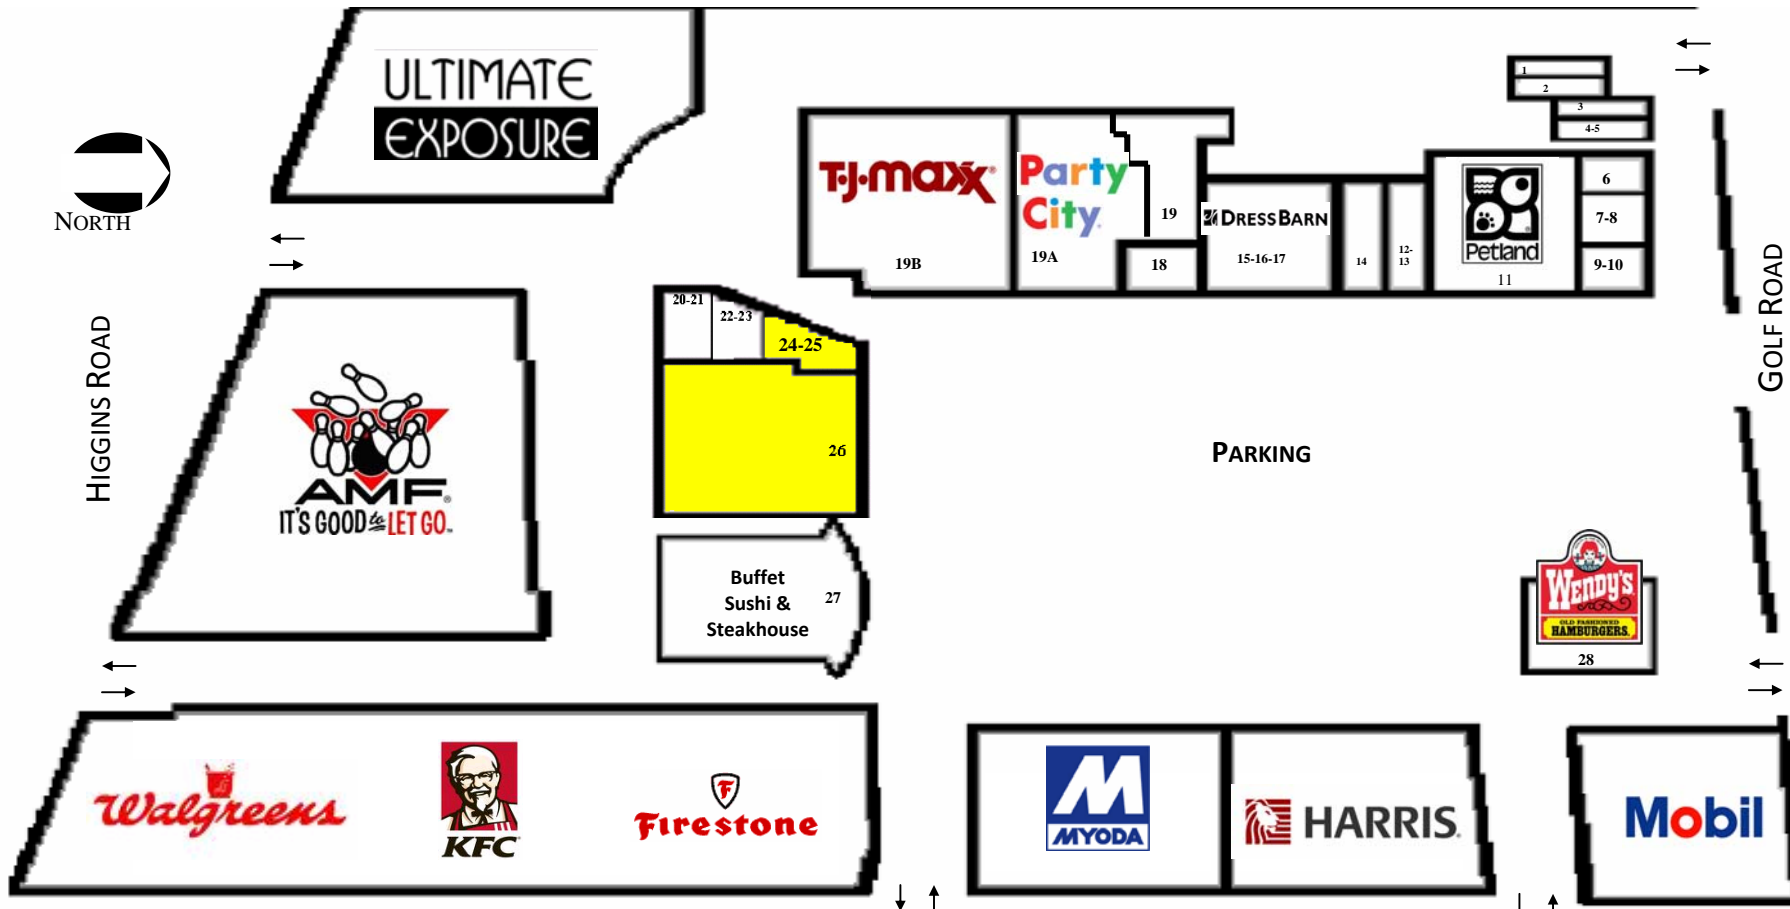 ULTIMATE
EXPOSURE
NORTH
HIGGINS ROAD
GOLF ROAD
1
2
3
4-5
T·J·maxx®
19B
Party
City
19A
19
18
DRESSBARN
15-16-17
14
12-
13
Petland
11
6
7-8
9-10
20-21
22-23
24-25
26
PARKING
AMF®
IT'S GOOD to LET GO™
Buffet
Sushi &
Steakhouse
27
WENDY'S
OLD FASHIONED
HAMBURGERS.
28
Walgreens
KFC
F
Firestone
M
MYODA
HARRIS
Mobil